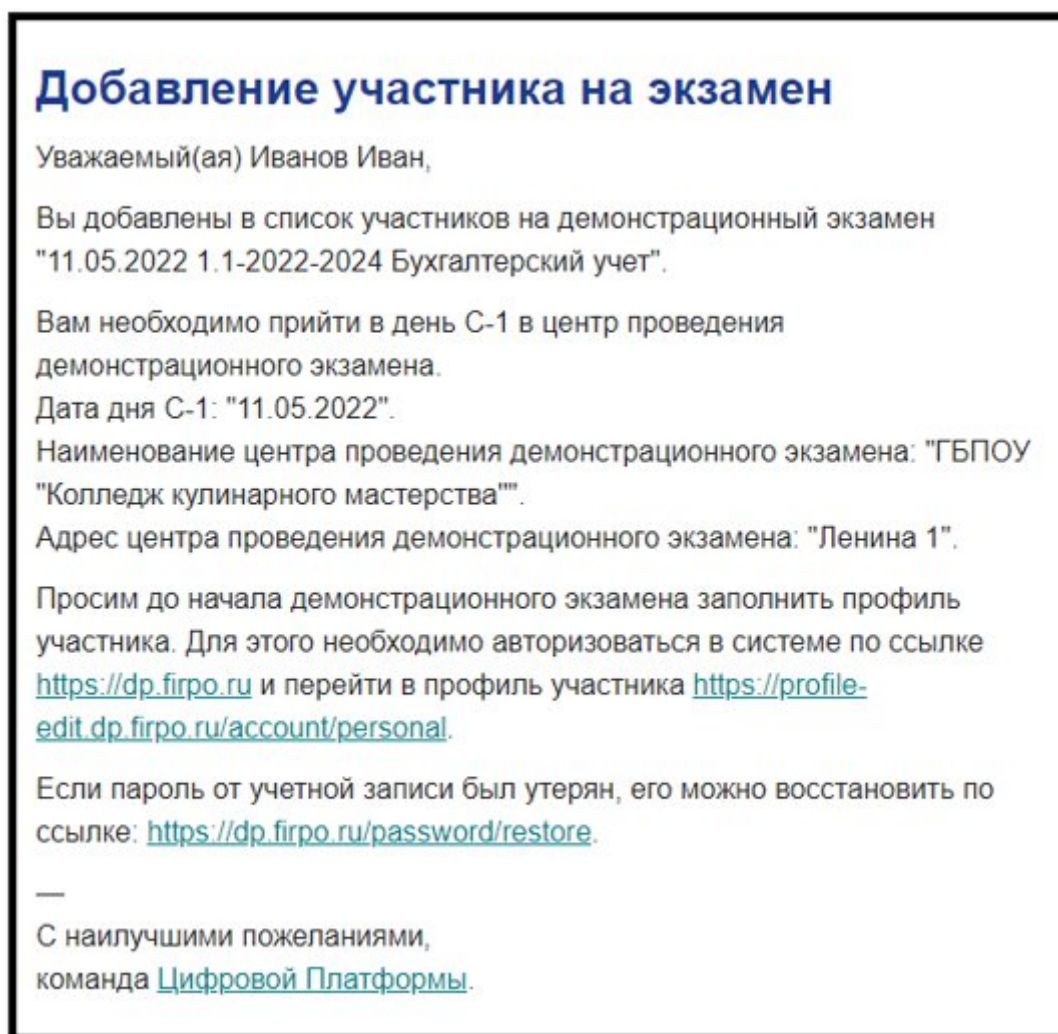 Добавление участника на экзамен
Уважаемый(ая) Иванов Иван,
Вы добавлены в список участников на демонстрационный экзамен
"11.05.2022 1.1-2022-2024 Бухгалтерский учет".
Вам необходимо прийти в день С-1 в центр проведения
демонстрационного экзамена.
Дата дня С-1: "11.05.2022".
Наименование центра проведения демонстрационного экзамена: "ГБПОУ
"Колледж кулинарного мастерства"".
Адрес центра проведения демонстрационного экзамена: "Ленина 1".
Просим до начала демонстрационного экзамена заполнить профиль
участника. Для этого необходимо авторизоваться в системе по ссылке
https://dp.firpo.ru и перейти в профиль участника https://profile-
edit.dp.firpo.ru/account/personal.
Если пароль от учетной записи был утерян, его можно восстановить по
ссылке: https://dp.firpo.ru/password/restore.
—
С наилучшими пожеланиями,
команда Цифровой Платформы.